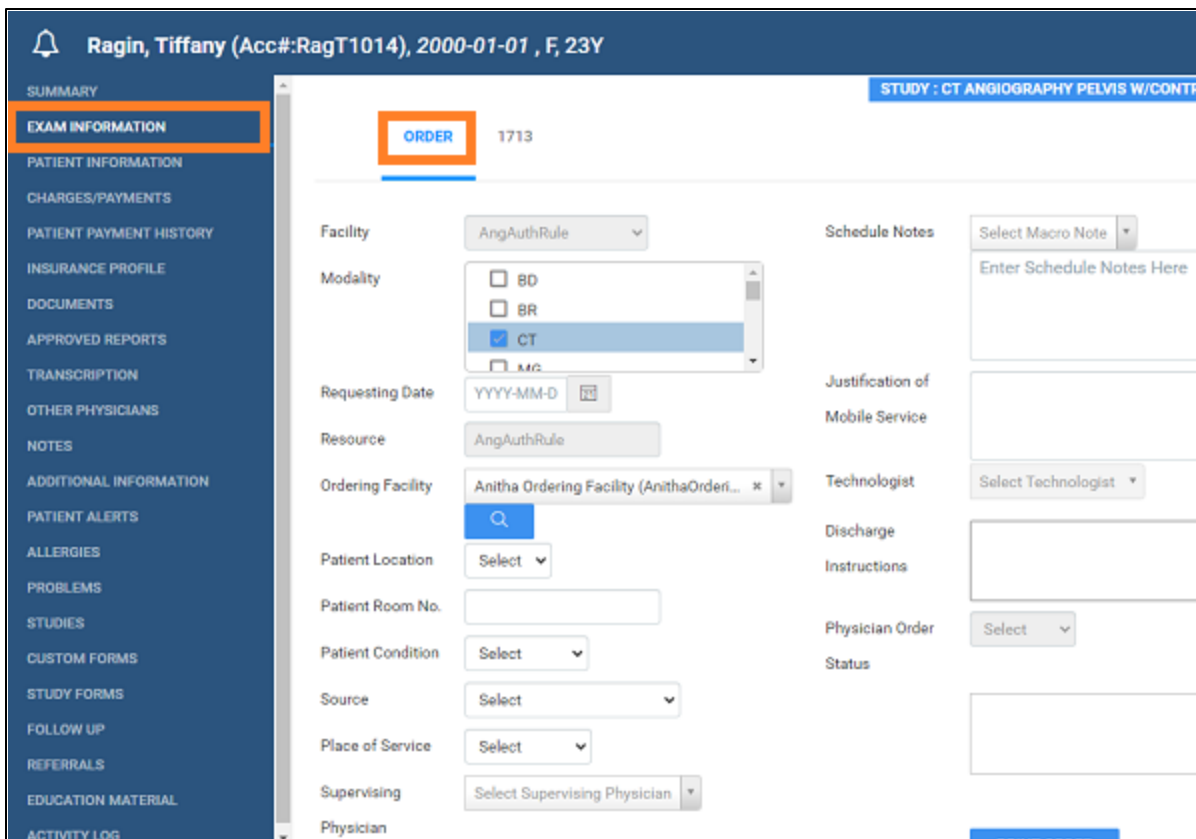 Ragin, Tiffany (Acc#:RagT1014), 2000-01-01 , F, 23Y
SUMMARY
EXAM INFORMATION
PATIENT INFORMATION
CHARGES/PAYMENTS
PATIENT PAYMENT HISTORY
INSURANCE PROFILE
DOCUMENTS
APPROVED REPORTS
TRANSCRIPTION
OTHER PHYSICIANS
NOTES
ADDITIONAL INFORMATION
PATIENT ALERTS
ALLERGIES
PROBLEMS
STUDIES
CUSTOM FORMS
STUDY FORMS
FOLLOW UP
REFERRALS
EDUCATION MATERIAL
ACTIVITY LOG
STUDY : CT ANGIOGRAPHY PELVIS W/CONTR
ORDER 1713
Facility AngAuthRule
Modality
BD
BR
CT
MG
Requesting Date YYYY-MM-D
Resource AngAuthRule
Ordering Facility Anitha Ordering Facility (AnithaOrderi...
Patient Location Select
Patient Room No.
Patient Condition Select
Source Select
Place of Service Select
Supervising
Physician
Select Supervising Physician
Schedule Notes Select Macro Note
Enter Schedule Notes Here
Justification of
Mobile Service
Technologist Select Technologist
Discharge
Instructions
Physician Order
Status
Select